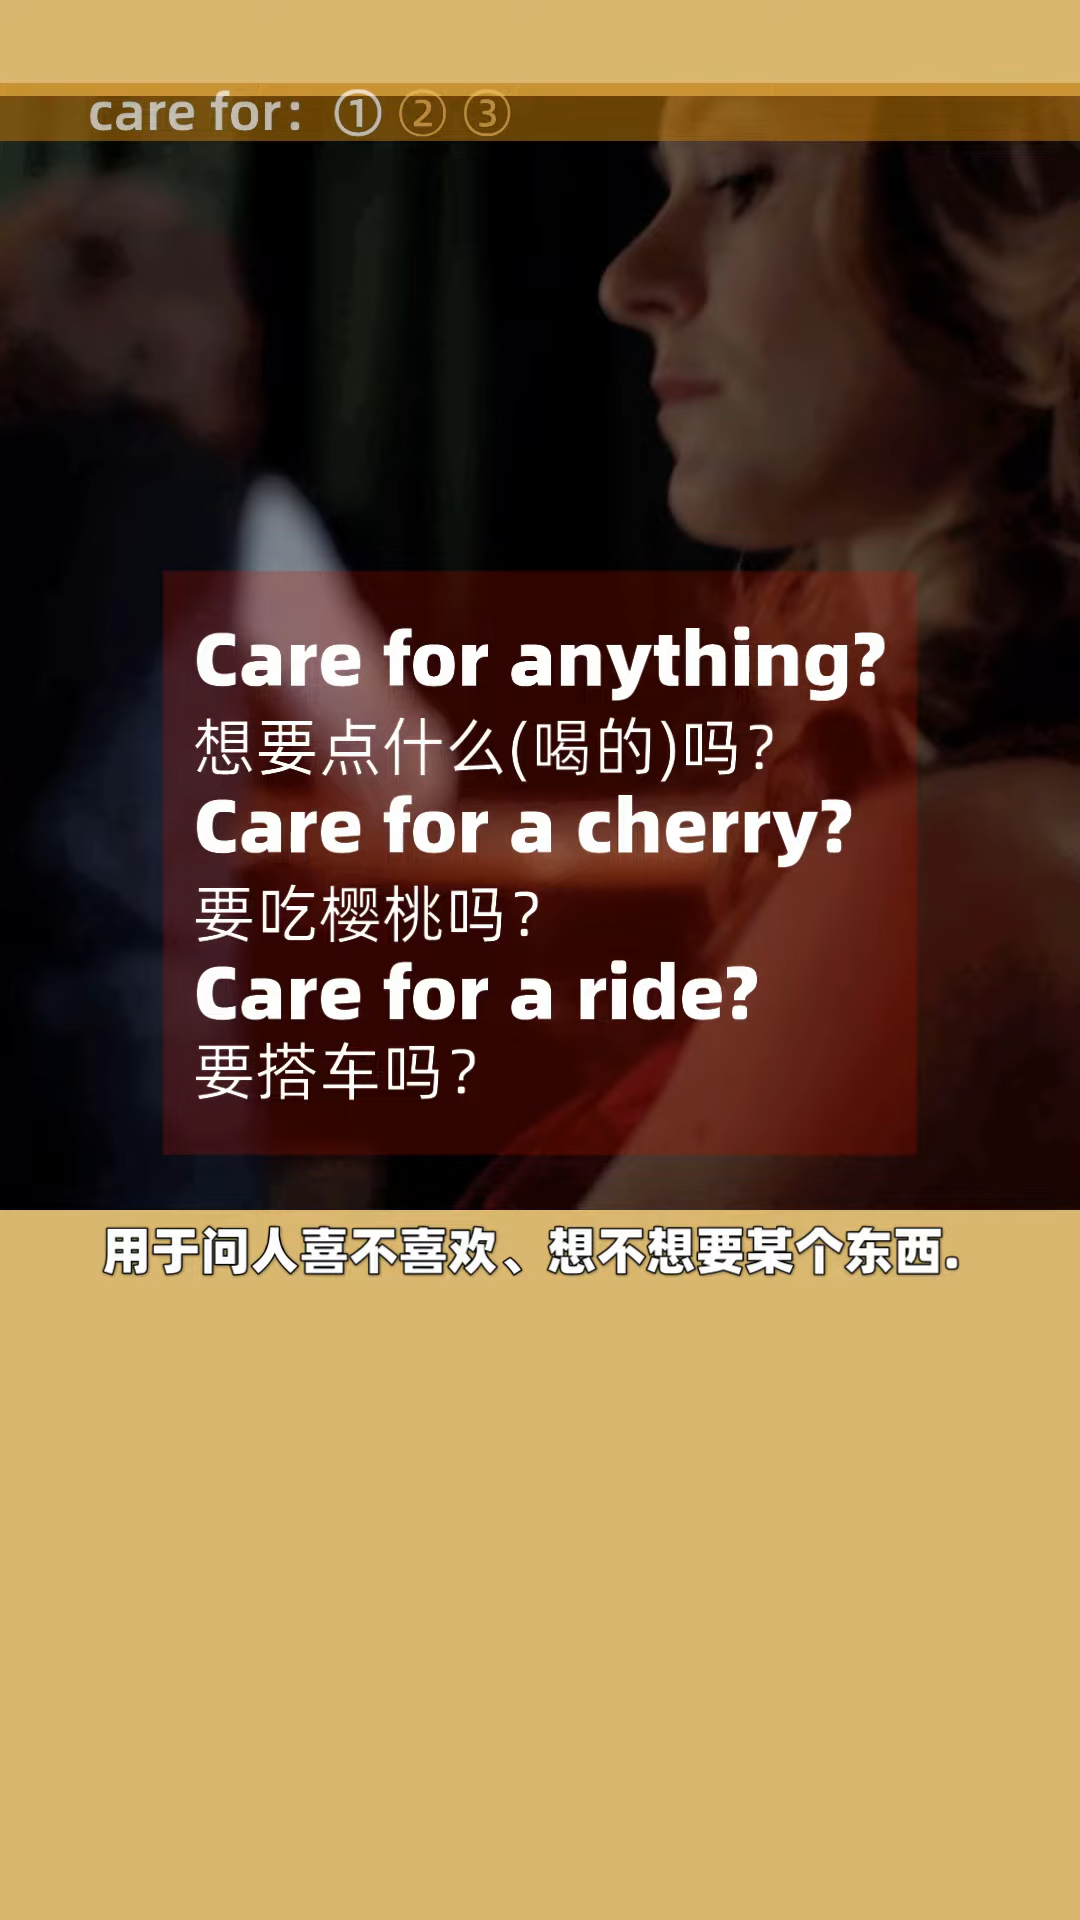 care for: ① ② ③
Care for anything?
想要点什么(喝的)吗?
Care for a cherry?
要吃樱桃吗?
Care for a ride?
要搭车吗?
用于问人喜不喜欢、想不想要某个东西.